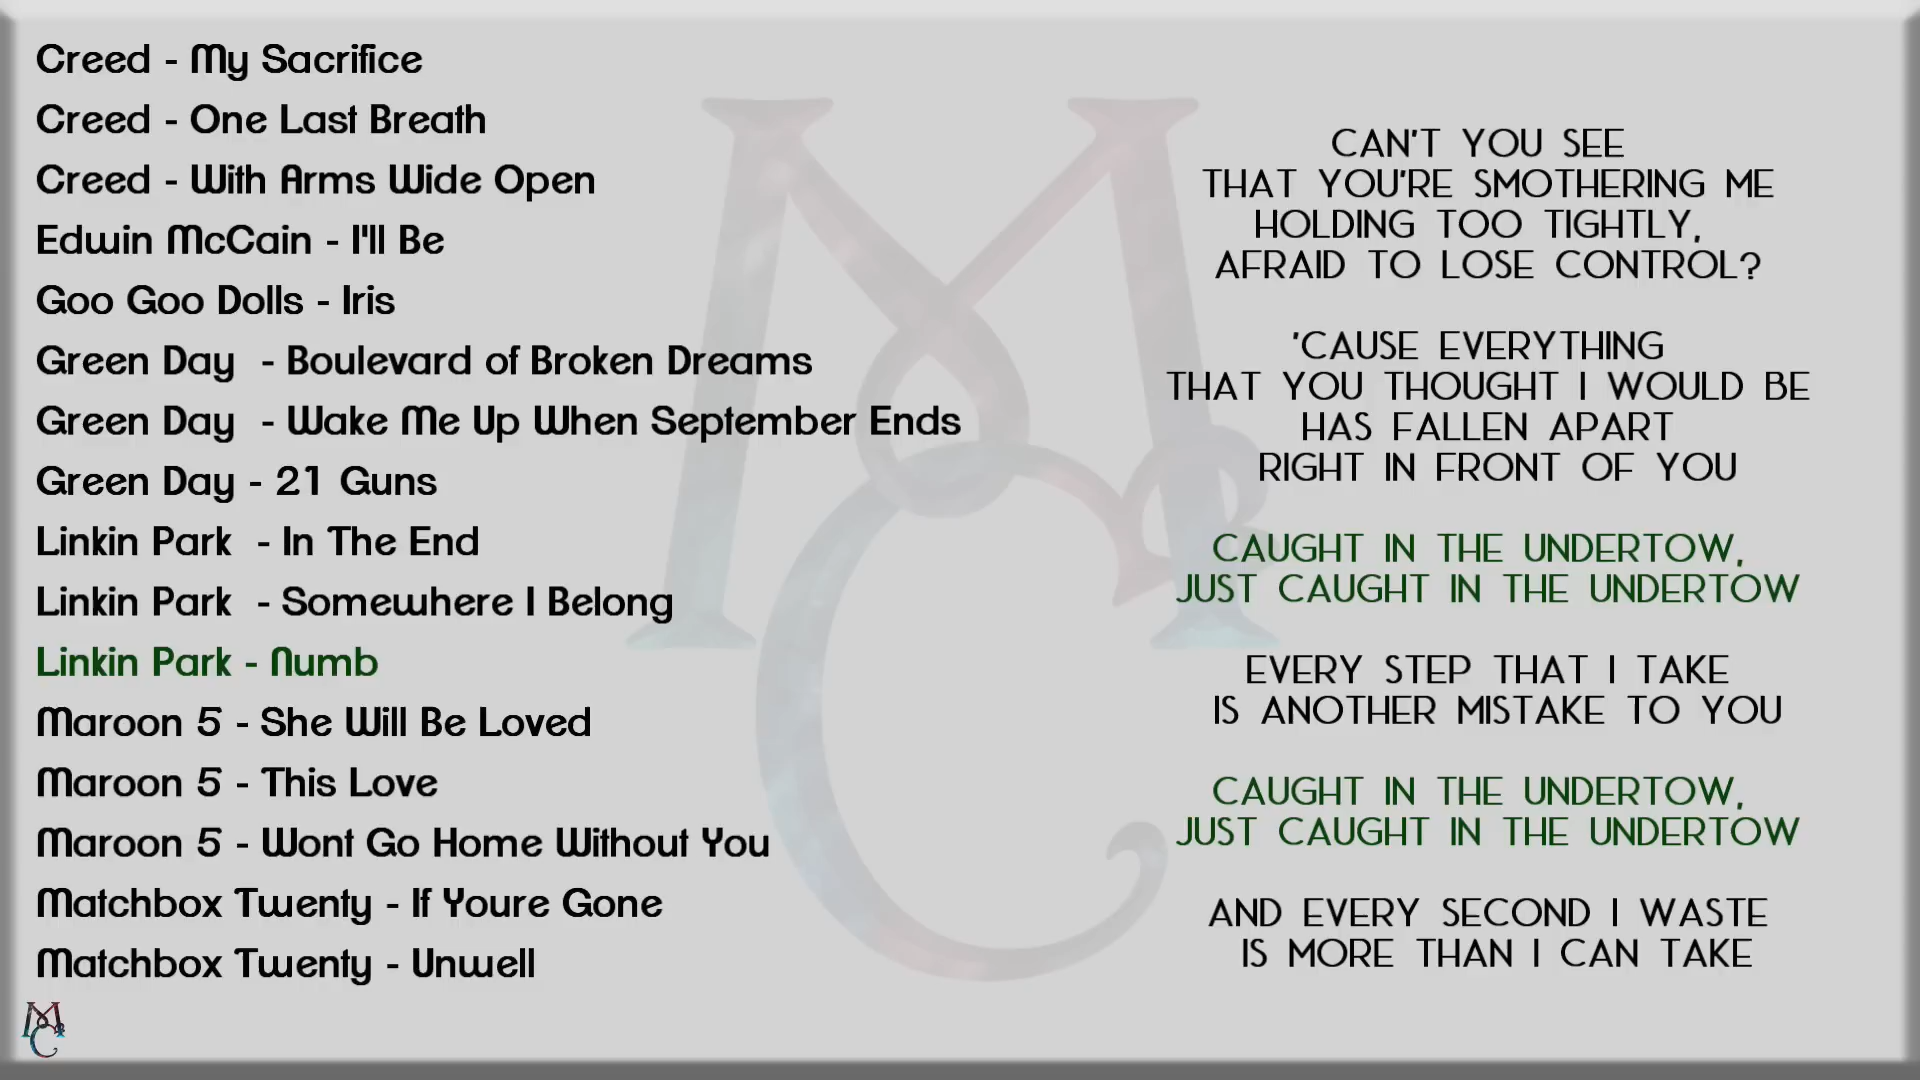 Creed - My Sacrifice
Creed - One Last Breath
Creed - With Arms Wide Open
Edwin McCain - I'll Be
Goo Goo Dolls - Iris
Green Day  - Boulevard of Broken Dreams
Green Day  - Wake Me Up When September Ends
Green Day - 21 Guns
Linkin Park  - In The End
Linkin Park  - Somewhere I Belong
Linkin Park - Numb
Maroon 5 - She Will Be Loved
Maroon 5 - This Love
Maroon 5 - Wont Go Home Without You
Matchbox Twenty - If Youre Gone
Matchbox Twenty - Unwell
CAN'T YOU SEE
THAT YOU'RE SMOTHERING ME
HOLDING TOO TIGHTLY,
AFRAID TO LOSE CONTROL?
'CAUSE EVERYTHING
THAT YOU THOUGHT I WOULD BE
HAS FALLEN APART
RIGHT IN FRONT OF YOU
CAUGHT IN THE UNDERTOW,
JUST CAUGHT IN THE UNDERTOW
EVERY STEP THAT I TAKE
IS ANOTHER MISTAKE TO YOU
CAUGHT IN THE UNDERTOW,
JUST CAUGHT IN THE UNDERTOW
AND EVERY SECOND I WASTE
IS MORE THAN I CAN TAKE